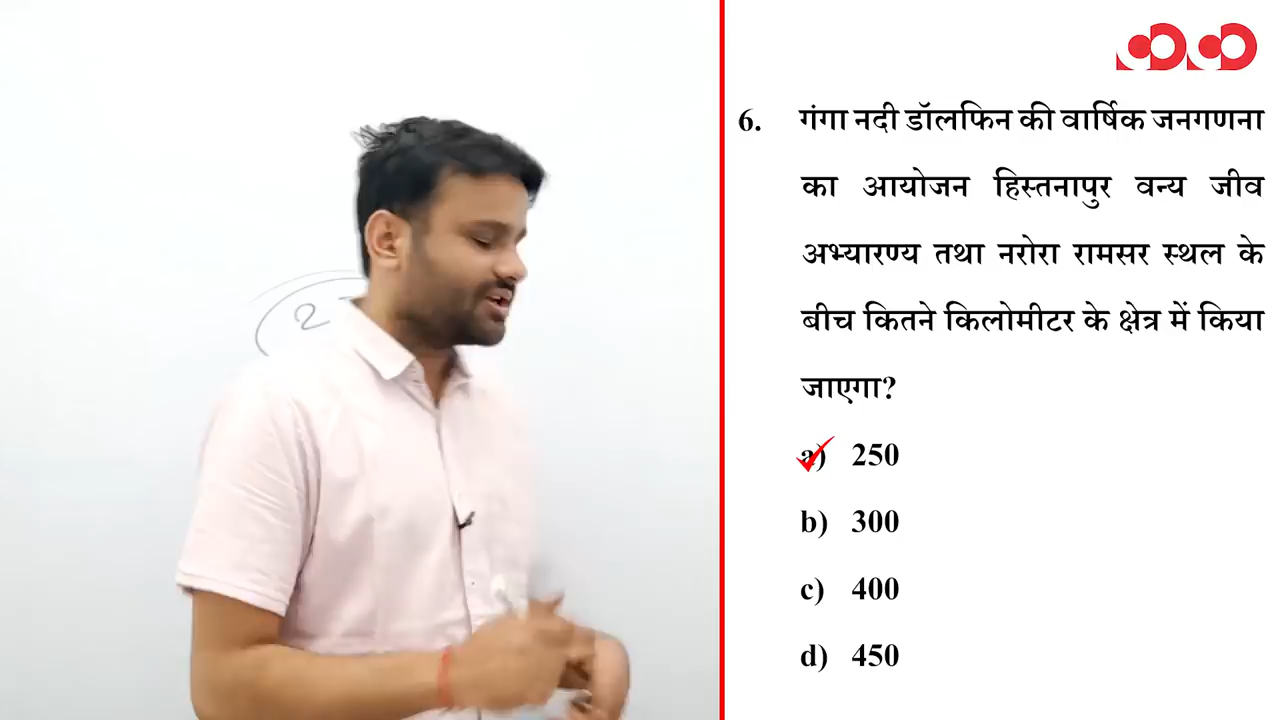 2
6. गंगा नदी डॉलफिन की वार्षिक जनगणना
का आयोजन हिस्तनापुर वन्य जीव
अभ्यारण्य तथा नरोरा रामसर स्थल के
बीच कितने किलोमीटर के क्षेत्र में किया
जाएगा?
a) 250
b) 300
c) 400
d) 450